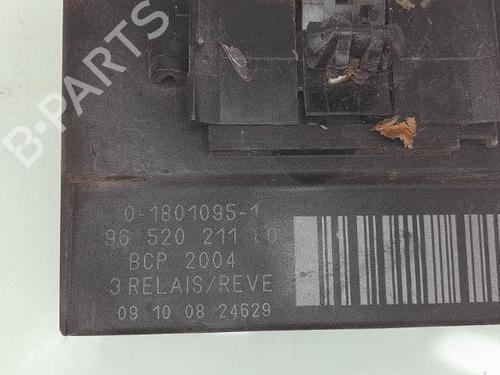 B-PARTS
0-1801095-1
96 520 211 80
BCP 2004
3 RELAIS/REVE
09 10 08 24629